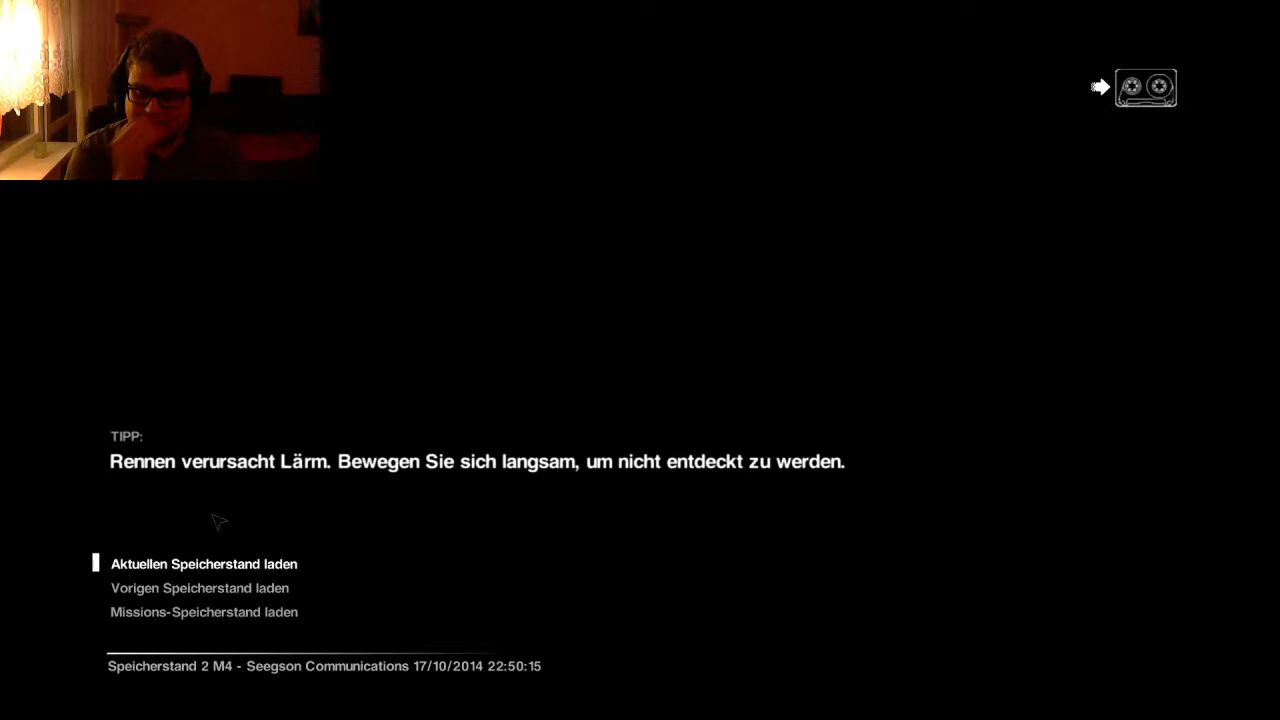 TIPP:
Rennen verursacht Lärm. Bewegen Sie sich langsam, um nicht entdeckt zu werden.
Aktuellen Speicherstand laden
Vorigen Speicherstand laden
Missions-Speicherstand laden
Speicherstand 2 M4 - Seegson Communications 17/10/2014 22:50:15